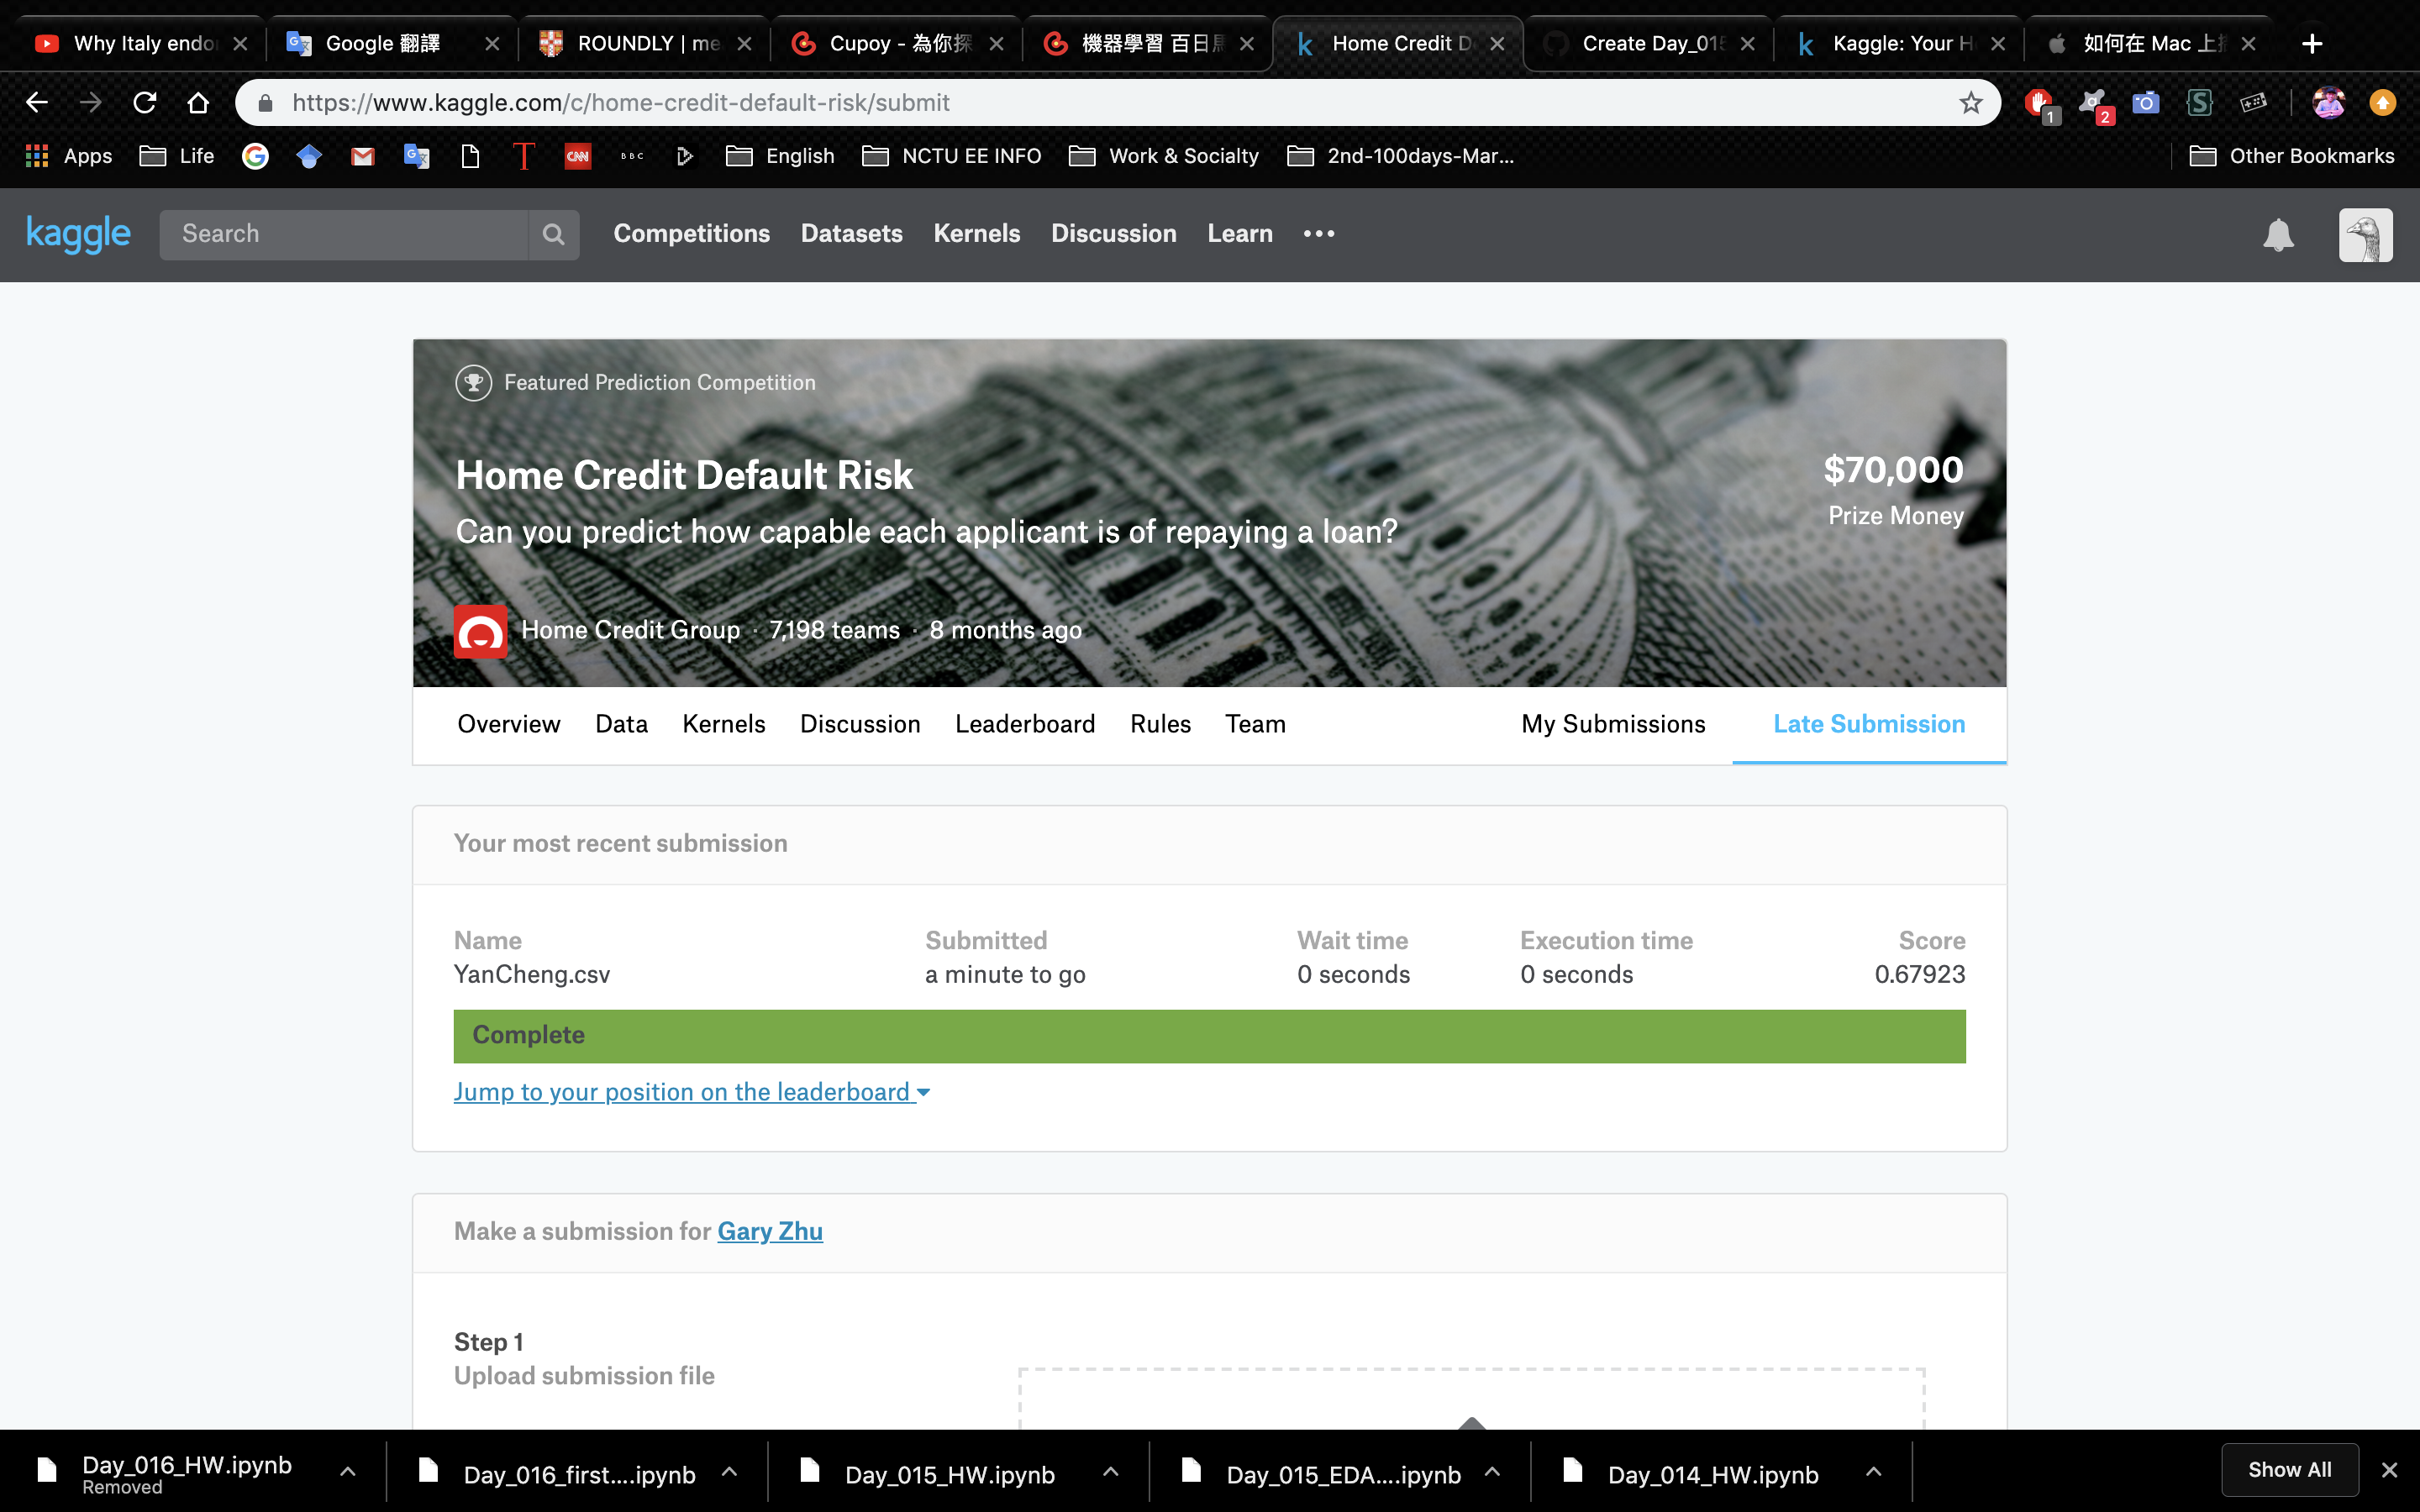 Why Italy endo
Google 翻譯
ROUNDLY | me
Cupoy - 為你探
機器學習 百日馬
Home Credit D
Create Day_015
Kaggle: Your H
如何在 Mac 上
https://www.kaggle.com/c/home-credit-default-risk/submit
1
2
Apps Life CNN BBC English NCTU EE INFO Work & Socialty 2nd-100days-Mar... Other Bookmarks
kaggle Search Competitions Datasets Kernels Discussion Learn •••
Featured Prediction Competition
Home Credit Default Risk
$70,000
Can you predict how capable each applicant is of repaying a loan?
Prize Money
Home Credit Group · 7,198 teams · 8 months ago
Overview Data Kernels Discussion Leaderboard Rules Team My Submissions Late Submission
Your most recent submission
Name Submitted Wait time Execution time Score
YanCheng.csv a minute to go 0 seconds 0 seconds 0.67923
Complete
Jump to your position on the leaderboard
Make a submission for Gary Zhu
Step 1
Upload submission file
Day_016_HW.ipynb
Removed
Day_016_first....ipynb
Day_015_HW.ipynb
Day_015_EDA....ipynb
Day_014_HW.ipynb
Show All